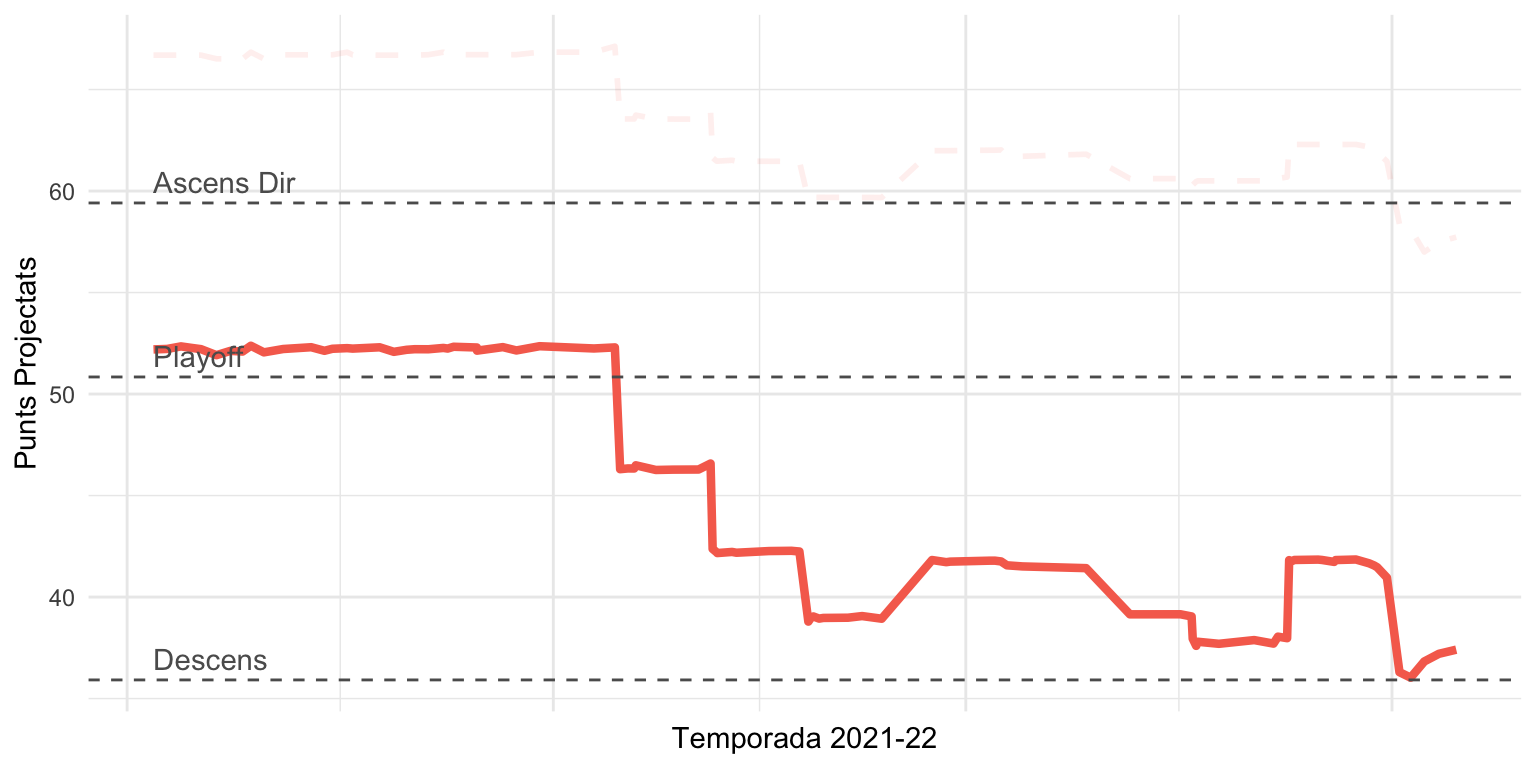 Punts Projectats
60
50
40
Ascens Dir
Playoff
Descens
Temporada 2021-22